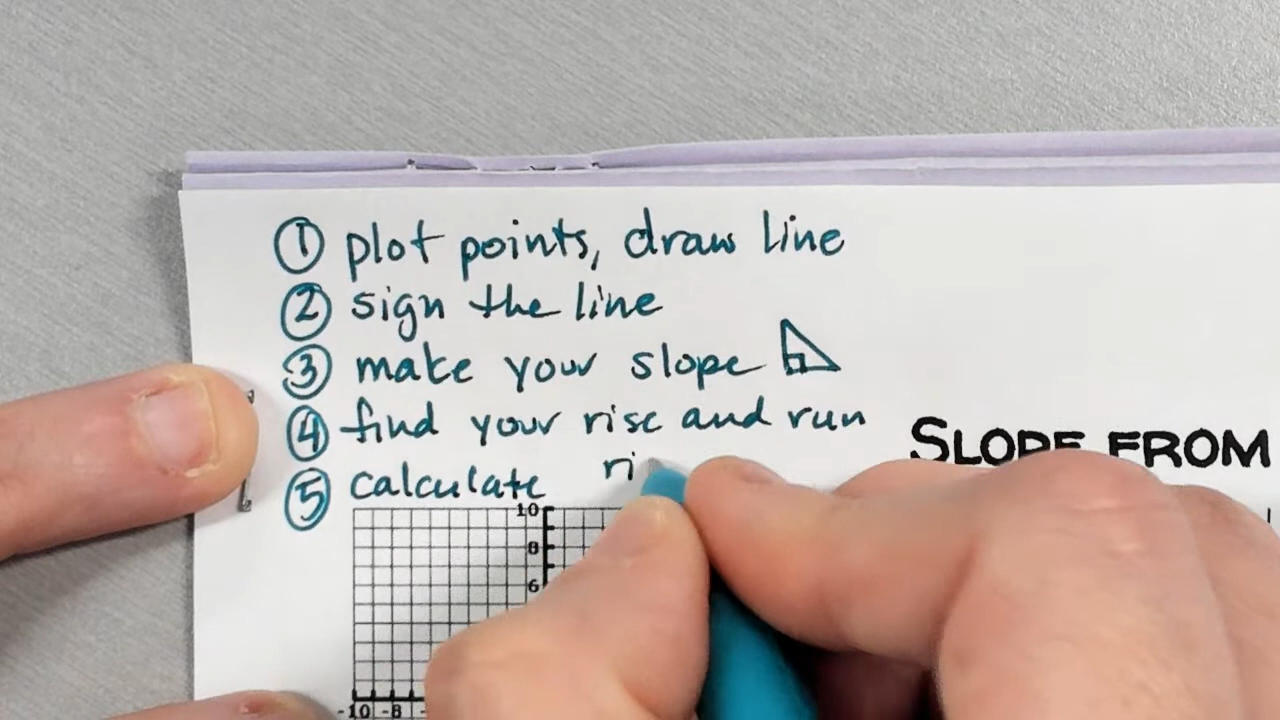 ① plot points, draw line
② sign the line
③ make your slope
④ find your rise and run
⑤ calculate ri
SLOPE FROM
10
8
6
-10 -8